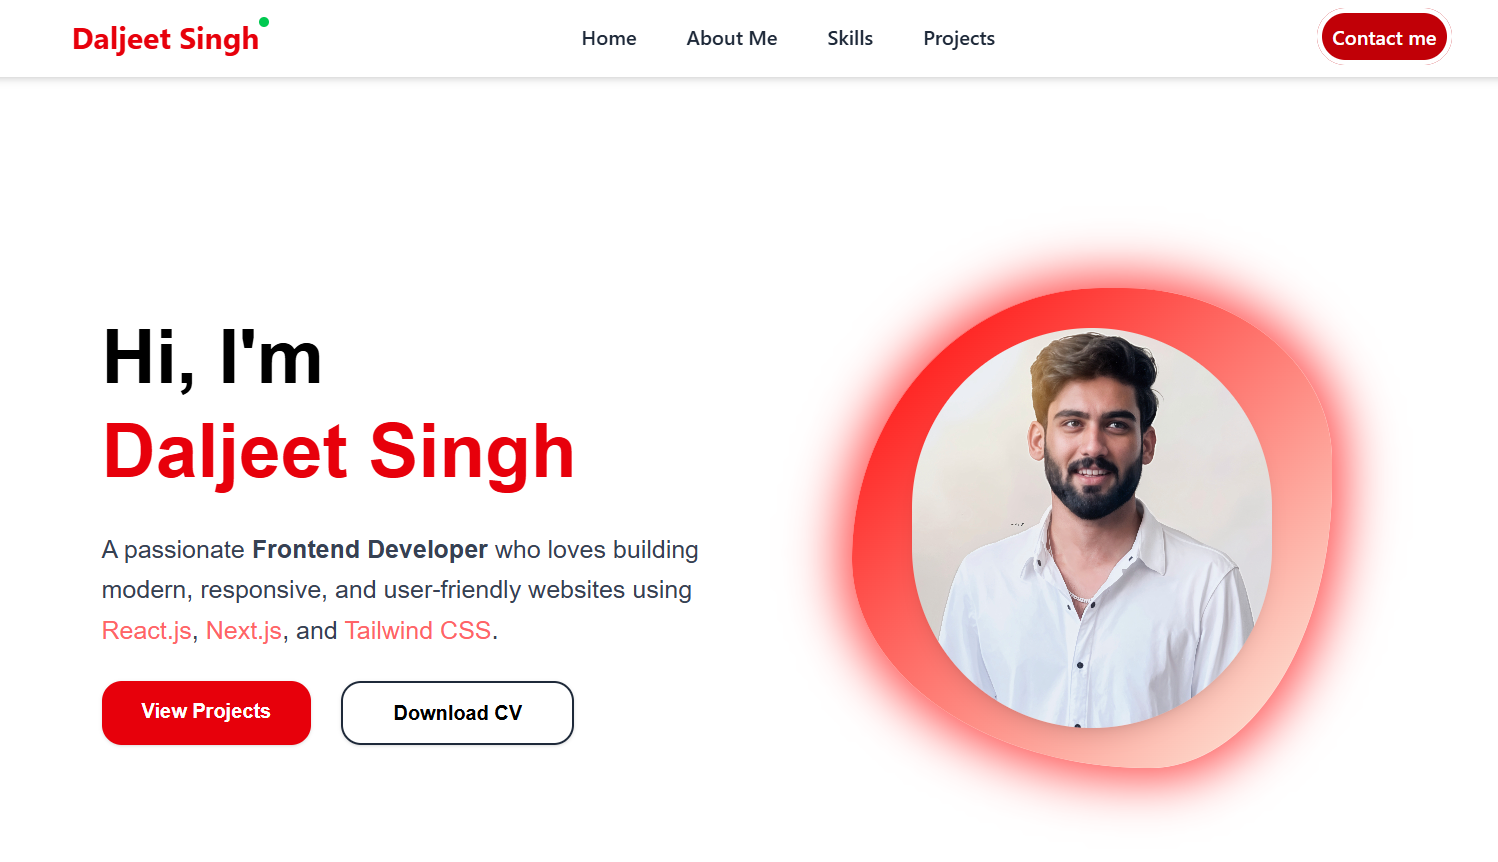 Daljeet Singh
Home
About Me
Skills
Projects
Contact me
Hi, I'm
Daljeet Singh
A passionate Frontend Developer who loves building
modern, responsive, and user-friendly websites using
React.js, Next.js, and Tailwind CSS.
View Projects
Download CV